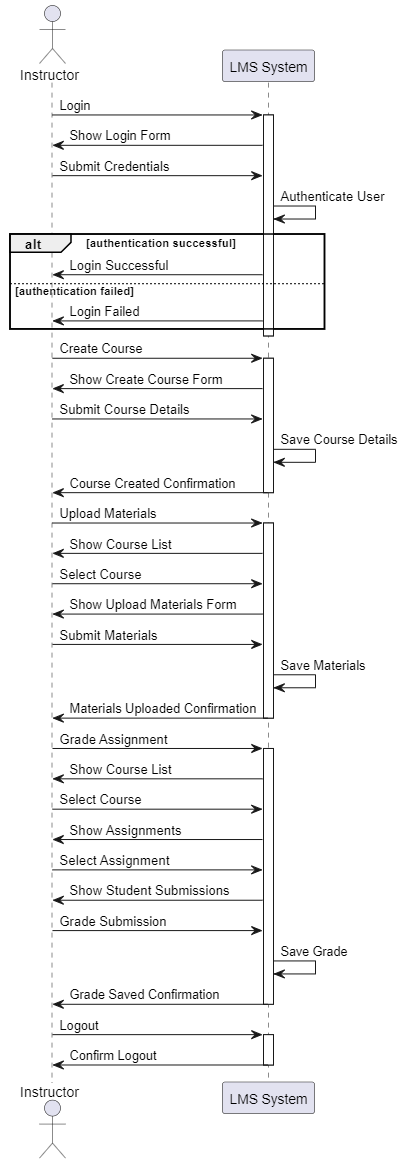 Instructor
LMS System
Login
Show Login Form
Submit Credentials
Authenticate User
alt
[authentication successful]
Login Successful
[authentication failed]
Login Failed
Create Course
Show Create Course Form
Submit Course Details
Save Course Details
Course Created Confirmation
Upload Materials
Show Course List
Select Course
Show Upload Materials Form
Submit Materials
Save Materials
Materials Uploaded Confirmation
Grade Assignment
Show Course List
Select Course
Show Assignments
Select Assignment
Show Student Submissions
Grade Submission
Save Grade
Grade Saved Confirmation
Logout
Confirm Logout
Instructor
LMS System